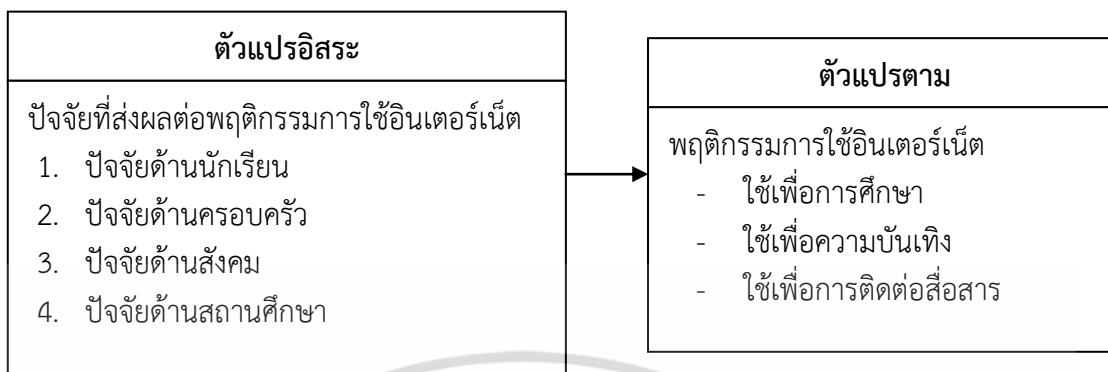 ตัวแปรอิสระ
ปัจจัยที่ส่งผลต่อพฤติกรรมการใช้อินเตอร์เน็ต
1. ปัจจัยด้านนักเรียน
2. ปัจจัยด้านครอบครัว
3. ปัจจัยด้านสังคม
4. ปัจจัยด้านสถานศึกษา
ตัวแปรตาม
พฤติกรรมการใช้อินเตอร์เน็ต
- ใช้เพื่อการศึกษา
- ใช้เพื่อความบันเทิง
- ใช้เพื่อการติดต่อสื่อสาร